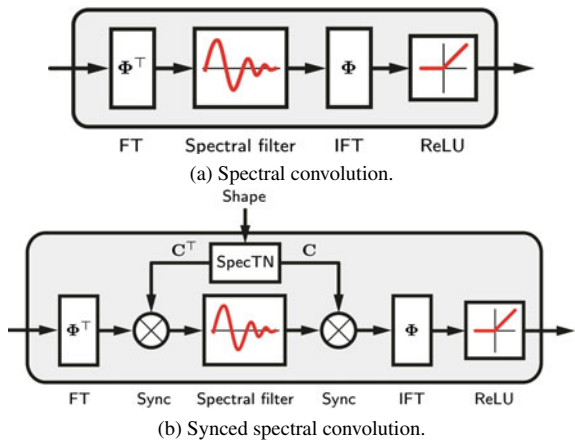 Φ⊤ Φ
FT Spectral filter IFT ReLU
(a) Spectral convolution.
Shape
C⊤ SpecTN C
Φ⊤ Φ
FT Sync Spectral filter Sync IFT ReLU
(b) Synced spectral convolution.